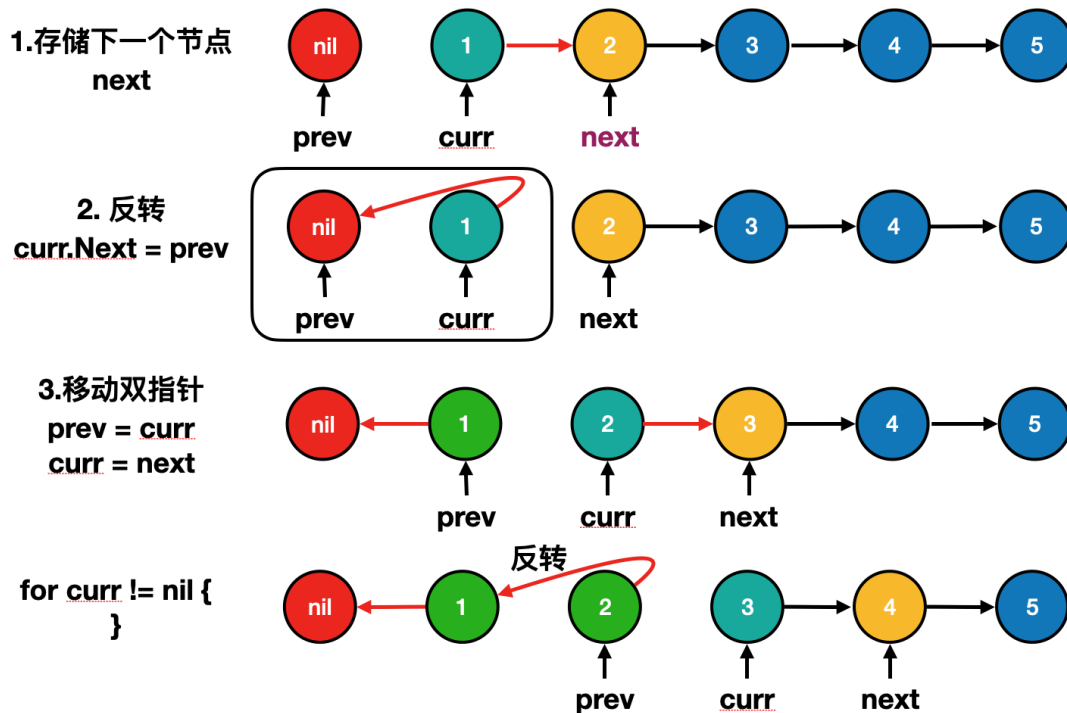 1.存储下一个节点
next
nil 1 2 3 4 5
prev curr next
2. 反转
curr.Next = prev
nil 1 2 3 4 5
prev curr next
3.移动双指针
prev = curr
curr = next
nil 1 2 3 4 5
prev curr next
反转
for curr != nil {
}
nil 1 2 3 4 5
prev curr next